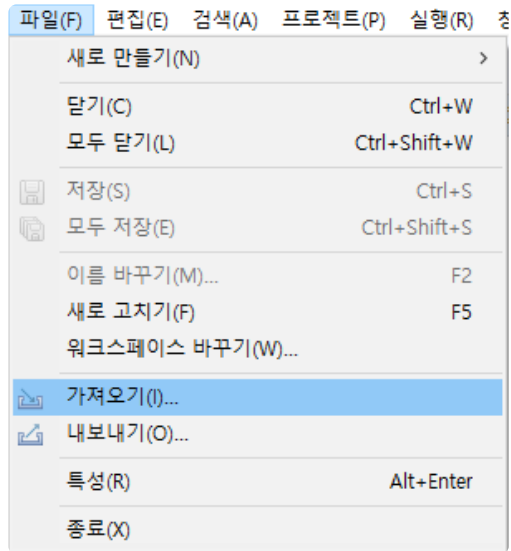 파일(F) 편집(E) 검색(A) 프로젝트(P) 실행(R)
새로 만들기(N) >
닫기(C) Ctrl+W
모두 닫기(L) Ctrl+Shift+W
저장(S) Ctrl+S
모두 저장(E) Ctrl+Shift+S
이름 바꾸기(M)... F2
새로 고치기(F) F5
워크스페이스 바꾸기(W)...
가져오기(I)...
내보내기(O)...
특성(R) Alt+Enter
종료(X)